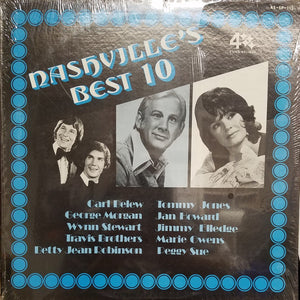 NASHVILLE'S
BEST 10
Carl Belew
George Morgan
Wynn Stewart
Travis Brothers
Betty Jean Robinson
Tommy Jones
Jan Howard
Jimmy Elledge
Marie Owens
Peggy Sue